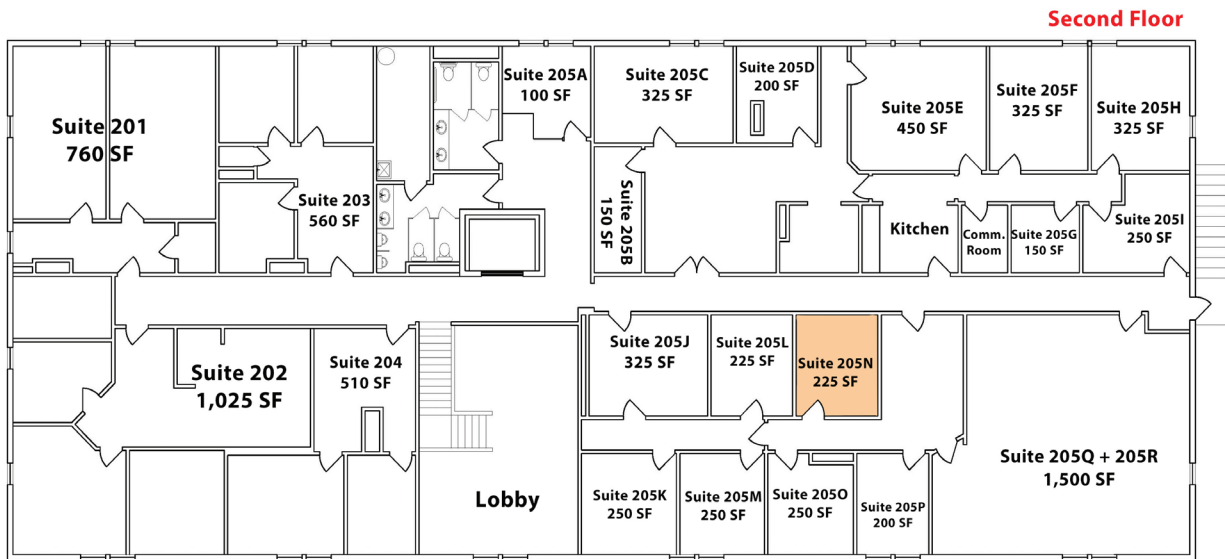 Second Floor
Suite 201
760 SF
Suite 203
560 SF
Suite 205A
100 SF
Suite 205C
325 SF
Suite 205D
200 SF
Suite 205E
450 SF
Suite 205F
325 SF
Suite 205H
325 SF
Suite 205B
150 SF
Kitchen
Comm.
Room
Suite 205G
150 SF
Suite 205I
250 SF
Suite 202
1,025 SF
Suite 204
510 SF
Suite 205J
325 SF
Suite 205L
225 SF
Suite 205N
225 SF
Lobby
Suite 205K
250 SF
Suite 205M
250 SF
Suite 205O
250 SF
Suite 205P
200 SF
Suite 205Q + 205R
1,500 SF